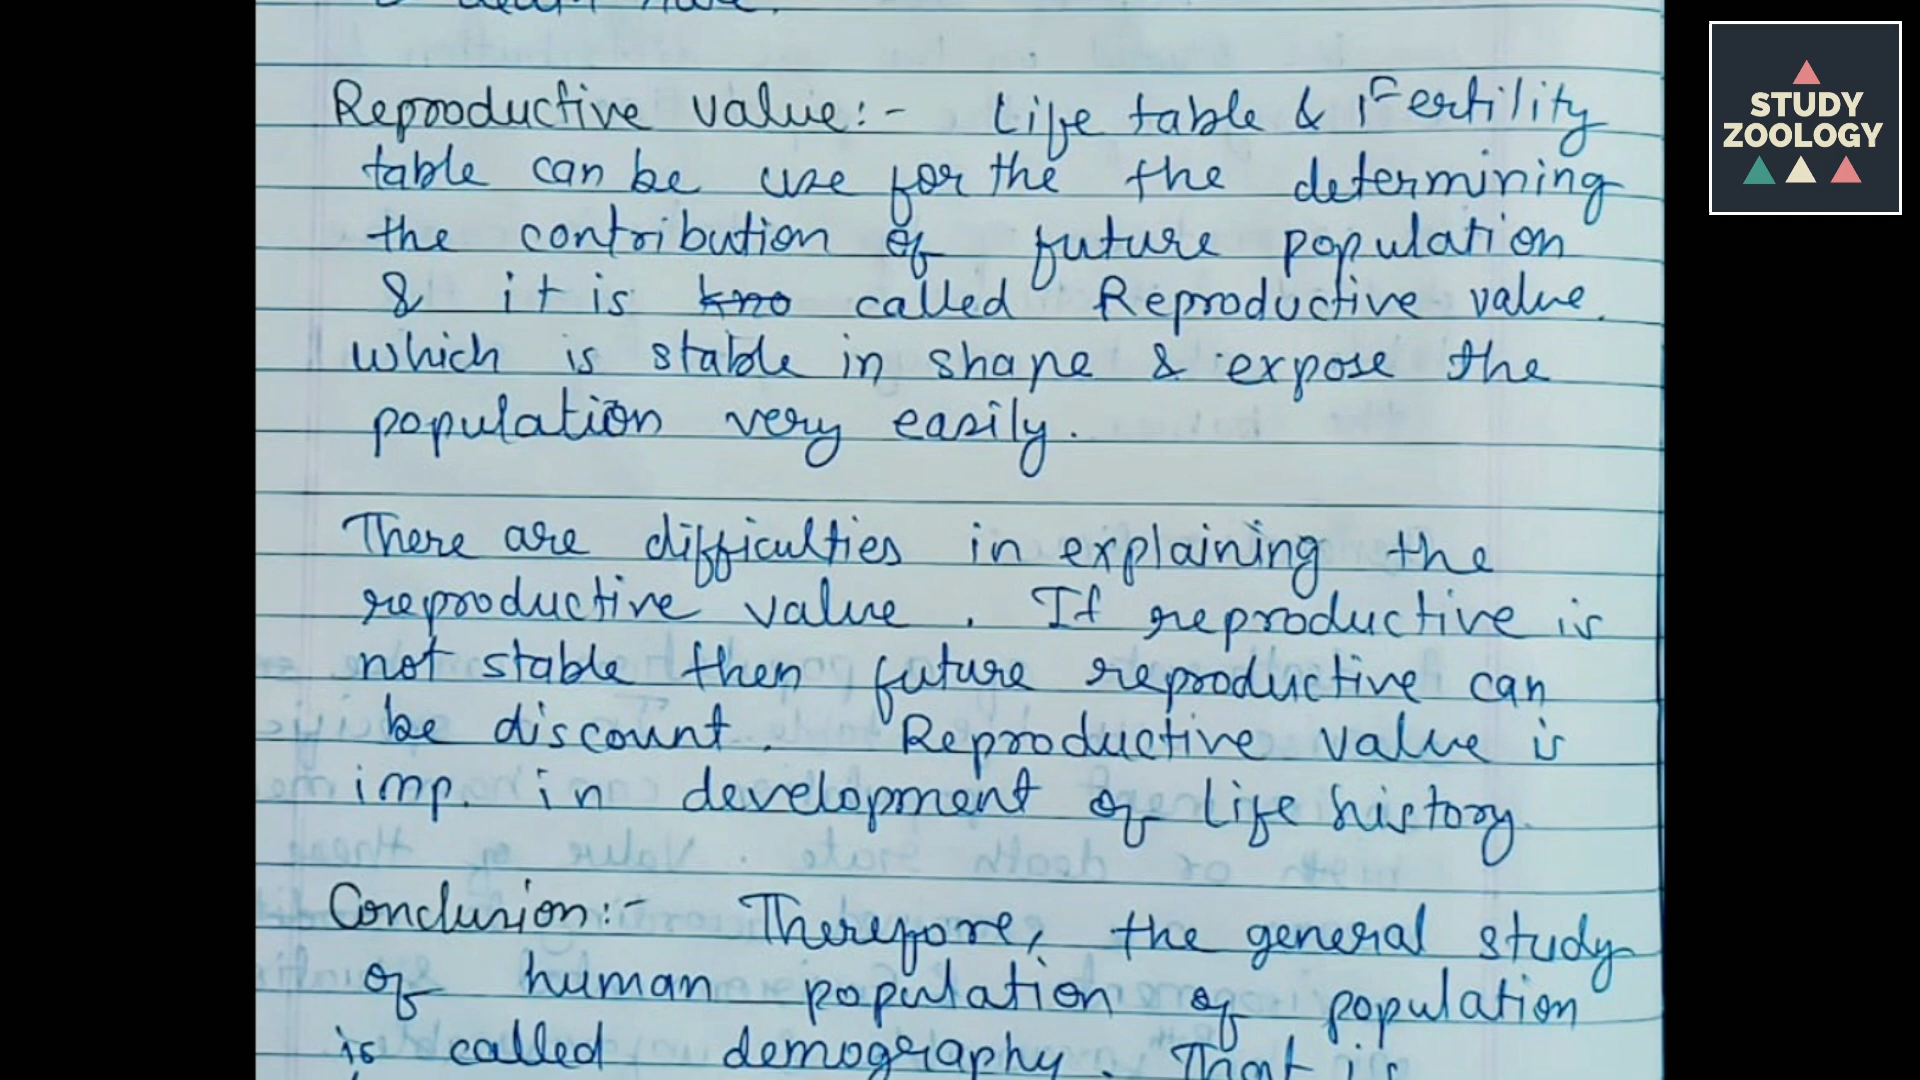 death rate.
Reproductive value:- Life table & Fertility
table can be use for the the determining
the contribution of future population
& it is kno called Reproductive value.
which is stable in shape & expose the
population very easily.
There are difficulties in explaining the
reproductive value. If reproductive is
not stable then future reproductive can
be discount. Reproductive value is
imp. in development of life history.
Conclusion:- Therefore, the general study
of human population of population
is called demography. That is
STUDY
ZOOLOGY